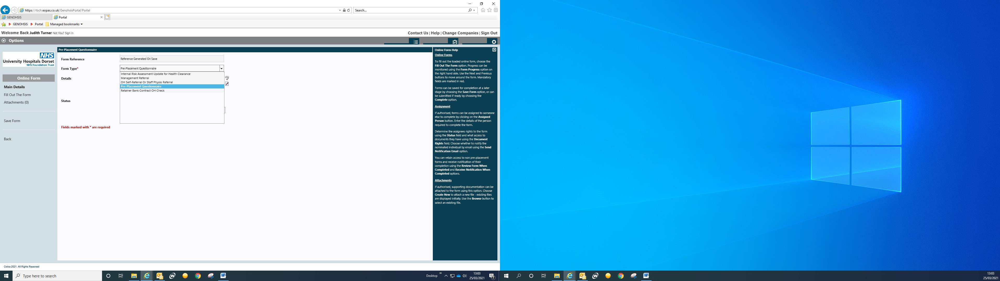 https://rbch.eopas.co.uk/GenohsisPortal/Portal
Search...
GENOHSIS
Portal
GENOHSIS
Portal
Managed bookmarks
Welcome Back Judith Turner Not You? Sign In
Contact Us | Help | Change Companies | Sign Out
Options
NHS
University Hospitals Dorset
NHS Foundation Trust
Online Form
Main Details
Fill Out The Form
Attachments (0)
Save Form
Back
Pre-Placement Questionnaire
Form Reference
Reference Generated On Save
Form Type*
Pre-Placement Questionnaire
Internal Risk Assessment Update for Health Clearance
Management Referral
OH Self-Referral Or Staff Physio Referral
Pre-Placement Questionnaire
Retainer Bank Contract OH Check
Details
abc
Status
Fields marked with * are required
Online Form Help
Online Forms
To fill out the loaded online form, choose the
Fill Out The Form option. Progress can be
monitored using the Form Progress option on
the right hand side. Use the Next and Previous
buttons to move around the form. Mandatory
fields are marked in red.
Forms can be saved for completion at a later
stage by choosing the Save Form option, or can
be submitted if ready by choosing the
Complete option.
Assignment
If authorised, forms can be assigned to someone
else to complete by clicking on the Assigned
Person button. Enter the details of the person
required to complete the form.
Determine the assignees rights to the form
using the Status field and what access to
documents they have using the Document
Rights field. Choose whether to notify the
nominated individual by email using the Send
Notification Email option.
You can retain access to non pre-placement
forms and receive notification of their
completion using the Review Form When
Completed and Receive Notification When
Completed options.
Attachments
If authorised, supporting documentation can be
attached to the form using this option. Choose
Create New to attach a new file - existing files
are displayed initially. Use the Browse button to
select an existing file.
Civica 2021. All Rights Reserved
Type here to search
Desktop
13:03
25/03/2021
7
13:03
25/03/2021